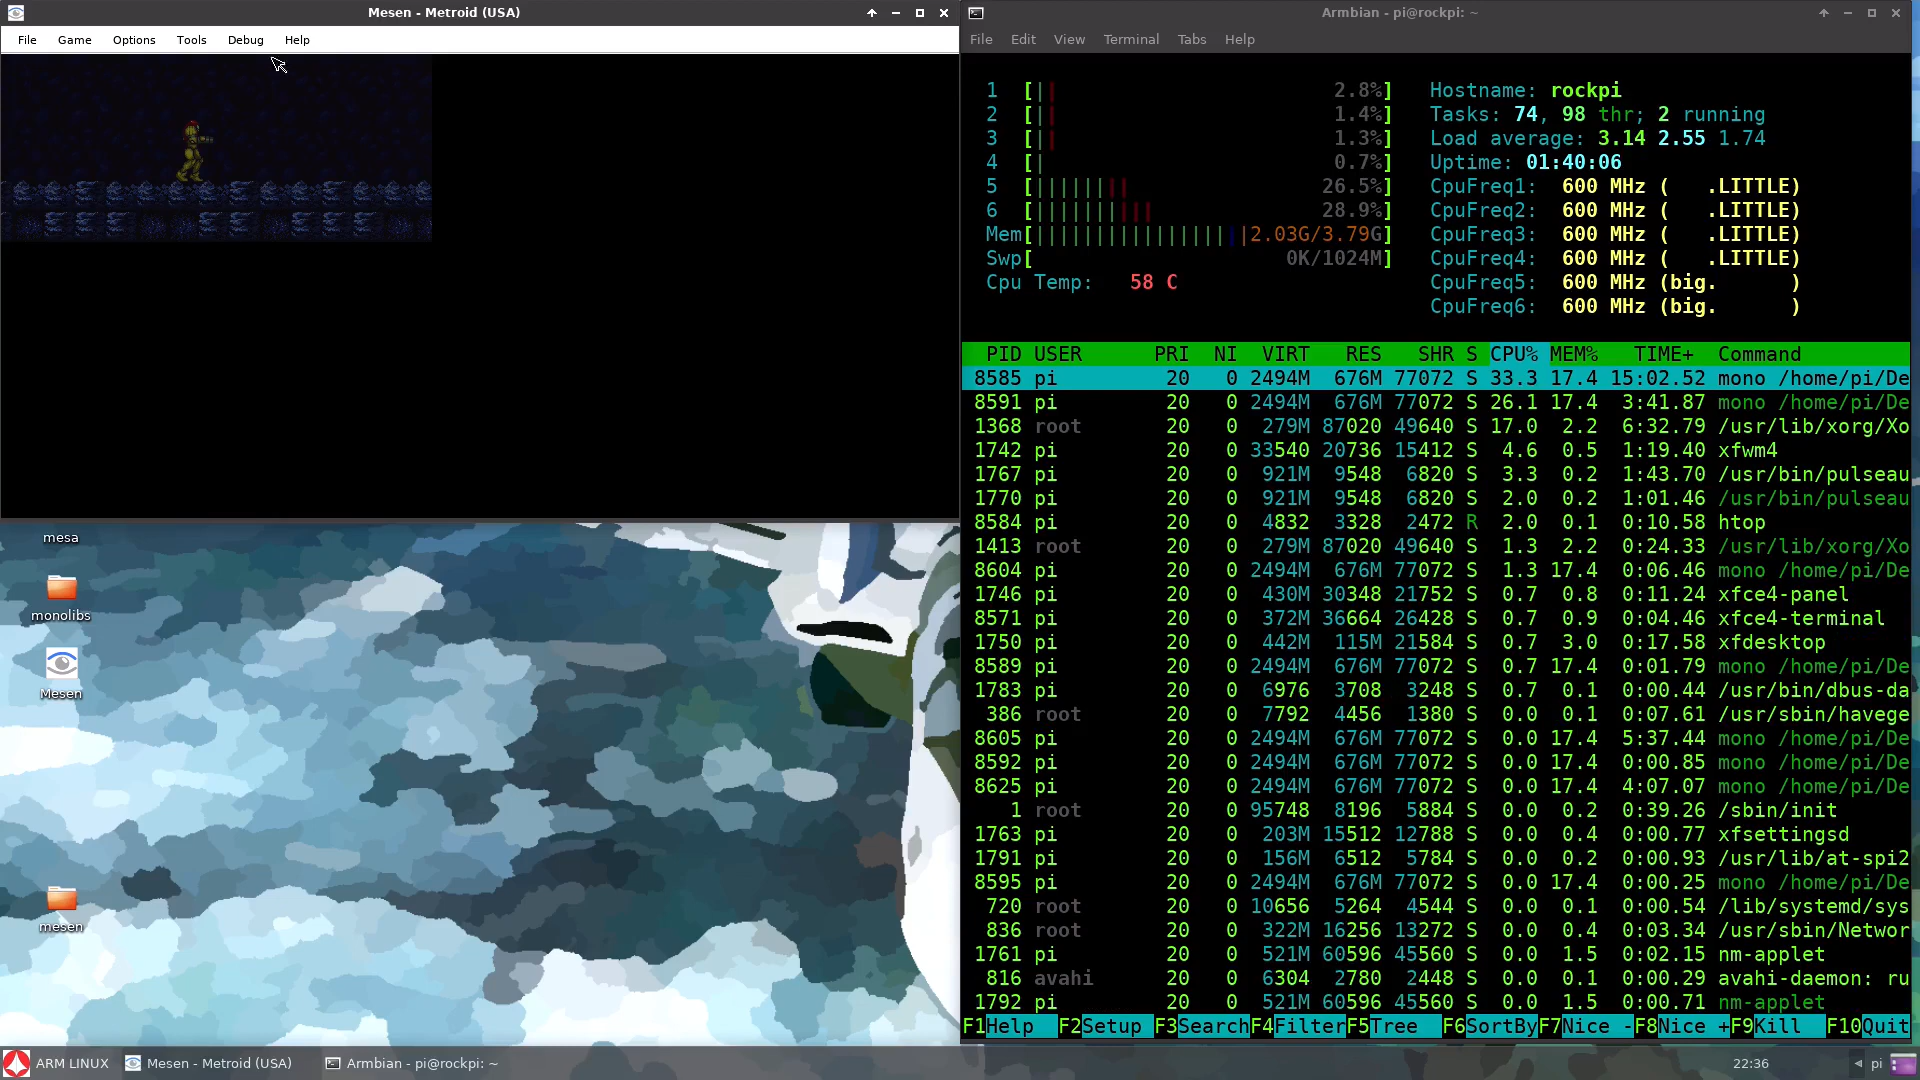 Mesen - Metroid (USA)
File Game Options Tools Debug Help
mesa
monolibs
Mesen
mesen
Armbian - pi@rockpi: ~
File Edit View Terminal Tabs Help
1 [|| 2.8%] Hostname: rockpi
2 [|| 1.4%] Tasks: 74, 98 thr; 2 running
3 [|| 1.3%] Load average: 3.14 2.55 1.74
4 [| 0.7%] Uptime: 01:40:06
5 [|||||||| 26.5%] CpuFreq1: 600 MHz ( .LITTLE)
6 [|||||||||| 28.9%] CpuFreq2: 600 MHz ( .LITTLE)
Mem[||||||||||||||||||2.03G/3.79G] CpuFreq3: 600 MHz ( .LITTLE)
Swp[ 0K/1024M] CpuFreq4: 600 MHz ( .LITTLE)
Cpu Temp: 58 C CpuFreq5: 600 MHz (big. )
CpuFreq6: 600 MHz (big. )
PID USER PRI NI VIRT RES SHR S CPU% MEM% TIME+ Command
8585 pi 20 0 2494M 676M 77072 S 33.3 17.4 15:02.52 mono /home/pi/De
8591 pi 20 0 2494M 676M 77072 S 26.1 17.4 3:41.87 mono /home/pi/De
1368 root 20 0 279M 87020 49640 S 17.0 2.2 6:32.79 /usr/lib/xorg/Xo
1742 pi 20 0 33540 20736 15412 S 4.6 0.5 1:19.40 xfwm4
1767 pi 20 0 921M 9548 6820 S 3.3 0.2 1:43.70 /usr/bin/pulseau
1770 pi 20 0 921M 9548 6820 S 2.0 0.2 1:01.46 /usr/bin/pulseau
8584 pi 20 0 4832 3328 2472 R 2.0 0.1 0:10.58 htop
1413 root 20 0 279M 87020 49640 S 1.3 2.2 0:24.33 /usr/lib/xorg/Xo
8604 pi 20 0 2494M 676M 77072 S 1.3 17.4 0:06.46 mono /home/pi/De
1746 pi 20 0 430M 30348 21752 S 0.7 0.8 0:11.24 xfce4-panel
8571 pi 20 0 372M 36664 26428 S 0.7 0.9 0:04.46 xfce4-terminal
1750 pi 20 0 442M 115M 21584 S 0.7 3.0 0:17.58 xfdesktop
8589 pi 20 0 2494M 676M 77072 S 0.7 17.4 0:01.79 mono /home/pi/De
1783 pi 20 0 6976 3708 3248 S 0.7 0.1 0:00.44 /usr/bin/dbus-da
386 root 20 0 7792 4456 1380 S 0.0 0.1 0:07.61 /usr/sbin/havege
8605 pi 20 0 2494M 676M 77072 S 0.0 17.4 5:37.44 mono /home/pi/De
8592 pi 20 0 2494M 676M 77072 S 0.0 17.4 0:00.85 mono /home/pi/De
8625 pi 20 0 2494M 676M 77072 S 0.0 17.4 4:07.07 mono /home/pi/De
1 root 20 0 95748 8196 5884 S 0.0 0.2 0:39.26 /sbin/init
1763 pi 20 0 203M 15512 12788 S 0.0 0.4 0:00.77 xfsettingsd
1791 pi 20 0 156M 6512 5784 S 0.0 0.2 0:00.93 /usr/lib/at-spi2
8595 pi 20 0 2494M 676M 77072 S 0.0 17.4 0:00.25 mono /home/pi/De
720 root 20 0 10656 5264 4544 S 0.0 0.1 0:00.54 /lib/systemd/sys
836 root 20 0 322M 16256 13272 S 0.0 0.4 0:03.34 /usr/sbin/Networ
1761 pi 20 0 521M 60596 45560 S 0.0 1.5 0:02.15 nm-applet
816 avahi 20 0 6304 2780 2448 S 0.0 0.1 0:00.29 avahi-daemon: ru
1792 pi 20 0 521M 60596 45560 S 0.0 1.5 0:00.71 nm-applet
F1Help F2Setup F3SearchF4FilterF5Tree F6SortByF7Nice -F8Nice +F9Kill F10Quit
ARM LINUX Mesen - Metroid (USA) Armbian - pi@rockpi: ~ 22:36 pi